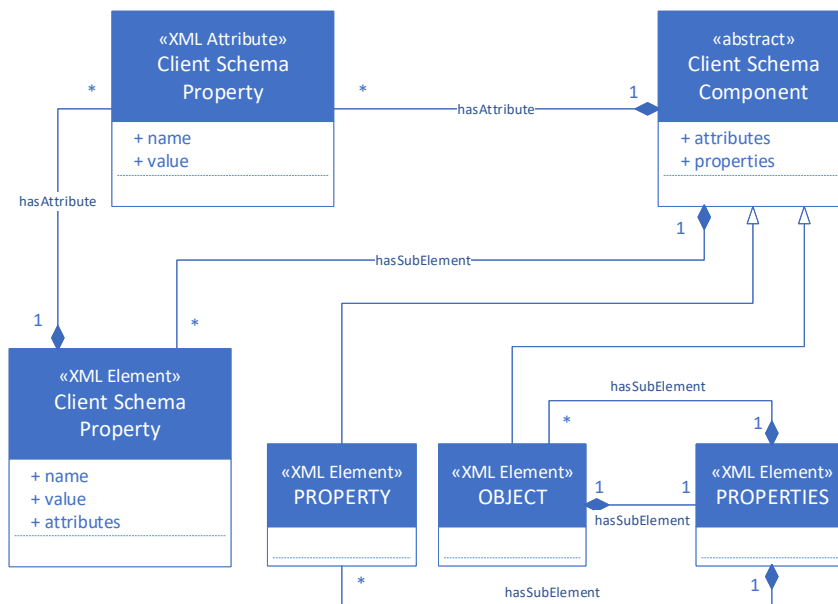 «XML Attribute»
Client Schema
Property
+ name
+ value
*
*
hasAttribute
1
«abstract»
Client Schema
Component
+ attributes
+ properties
hasAttribute
1
hasSubElement
1
*
«XML Element»
Client Schema
Property
+ name
+ value
+ attributes
«XML Element»
PROPERTY
*
«XML Element»
OBJECT
hasSubElement
*
1
1
1
hasSubElement
«XML Element»
PROPERTIES
hasSubElement
1